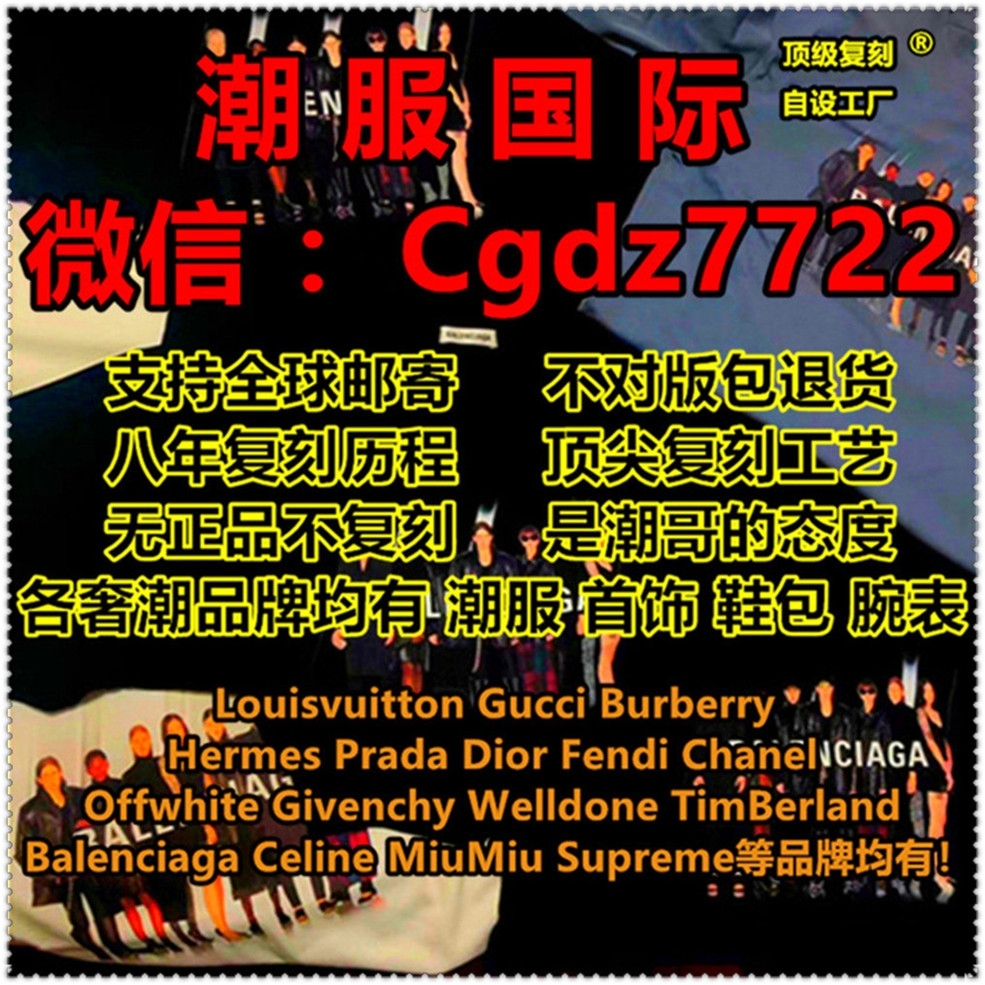 潮服国际
顶级复刻 ®
自设工厂
微信：Cgdz7722
支持全球邮寄 不对版包退货
八年复刻历程 顶尖复刻工艺
无正品不复刻 是潮哥的态度
各奢潮品牌均有 潮服 首饰 鞋包 腕表
Louisvuitton Gucci Burberry
Hermes Prada Dior Fendi Chanel
Offwhite Givenchy Welldone TimBerland
Balenciaga Celine MiuMiu Supreme等品牌均有!